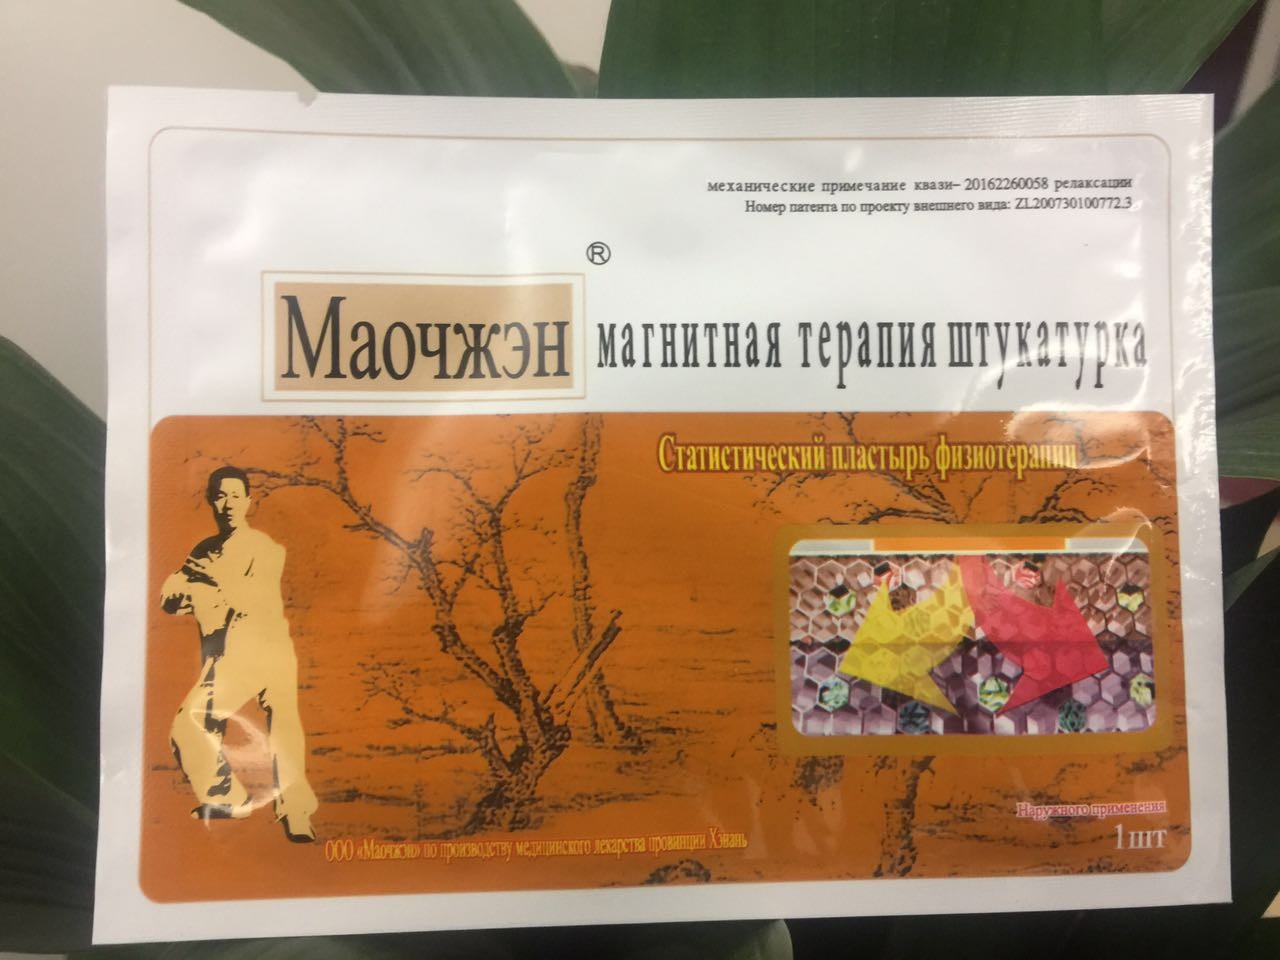 механические примечание квази– 20162260058 релаксации
Номер патента по проекту внешнего вида: ZL200730100772.3
®
Маочжэн магнитная терапия штукатурка
Статистический пластырь физиотерапии
Наружного применения
1шт
ООО «Маочжэн» по производству медицинского лекарства провинции Хэнань